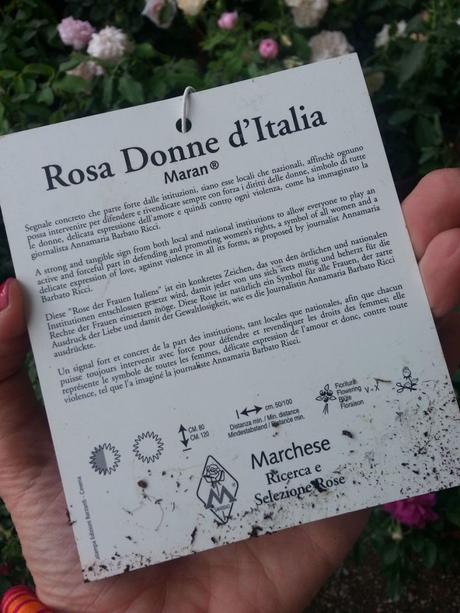 Rosa Donne d'Italia
Maran®
Segnale concreto che parte forte dalle istituzioni, siano esse locali che nazionali, affinchè ognuno
possa intervenire per difendere e rivendicare sempre con forza i diritti delle donne, simbolo di tutte
le donne, delicata espressione dell'amore e quindi contro ogni violenza, come ha immaginato la
giornalista Annamaria Barbato Ricci.
A strong and tangible sign from both local and national institutions to allow everyone to play an
active and forceful part in defending and promoting women's rights, a symbol of all women and a
delicate expression of love, against violence in all its forms, as proposed by journalist Annamaria
Barbato Ricci.
Diese "Rose der Frauen Italiens" ist ein konkretes Zeichen, das von den örtlichen und nationalen
Institutionen entschlossen gesetzt wird, damit jeder von uns sich stets mutig und beherzt für die
Rechte der Frauen einsetzen möge. Diese Rose ist natürlich ein Symbol für alle Frauen, der zarte
Ausdruck der Liebe und damit der Gewaltlosigkeit, wie es die Journalistin Annamaria Barbato Ricci
ausdrückte.
Un signal fort et concret de la part des institutions, tant locales que nationales, afin que chacun
puisse toujours intervenir avec force pour défendre et revendiquer les droits des femmes; elle
représente le symbole de toutes les femmes, délicate expression de l'amour et donc, contre toute
violence, tel que l'a imaginé la journaliste Annamaria Barbato Ricci.
CM. 80
CM. 120
cm. 50/100
Distanza min. / Min. distance
Mindestabstand / Distance min.
Fioritura
Flowering
Blüte
Floraison
V - X
M
Marchese
Ricerca e
Selezione Rose